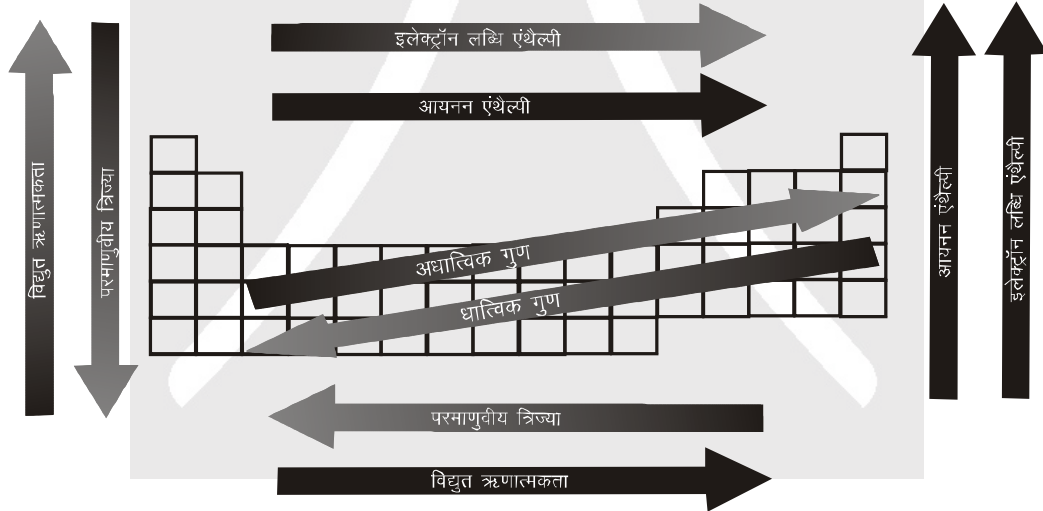 इलेक्ट्रॉन लब्धि एंथैल्पी
आयनन एंथैल्पी
विद्युत ऋणात्मकता
परमाणुवीय त्रिज्या
अधात्विक गुण
धात्विक गुण
आयनन एंथैल्पी
इलेक्ट्रॉन लब्धि एंथैल्पी
परमाणुवीय त्रिज्या
विद्युत ऋणात्मकता